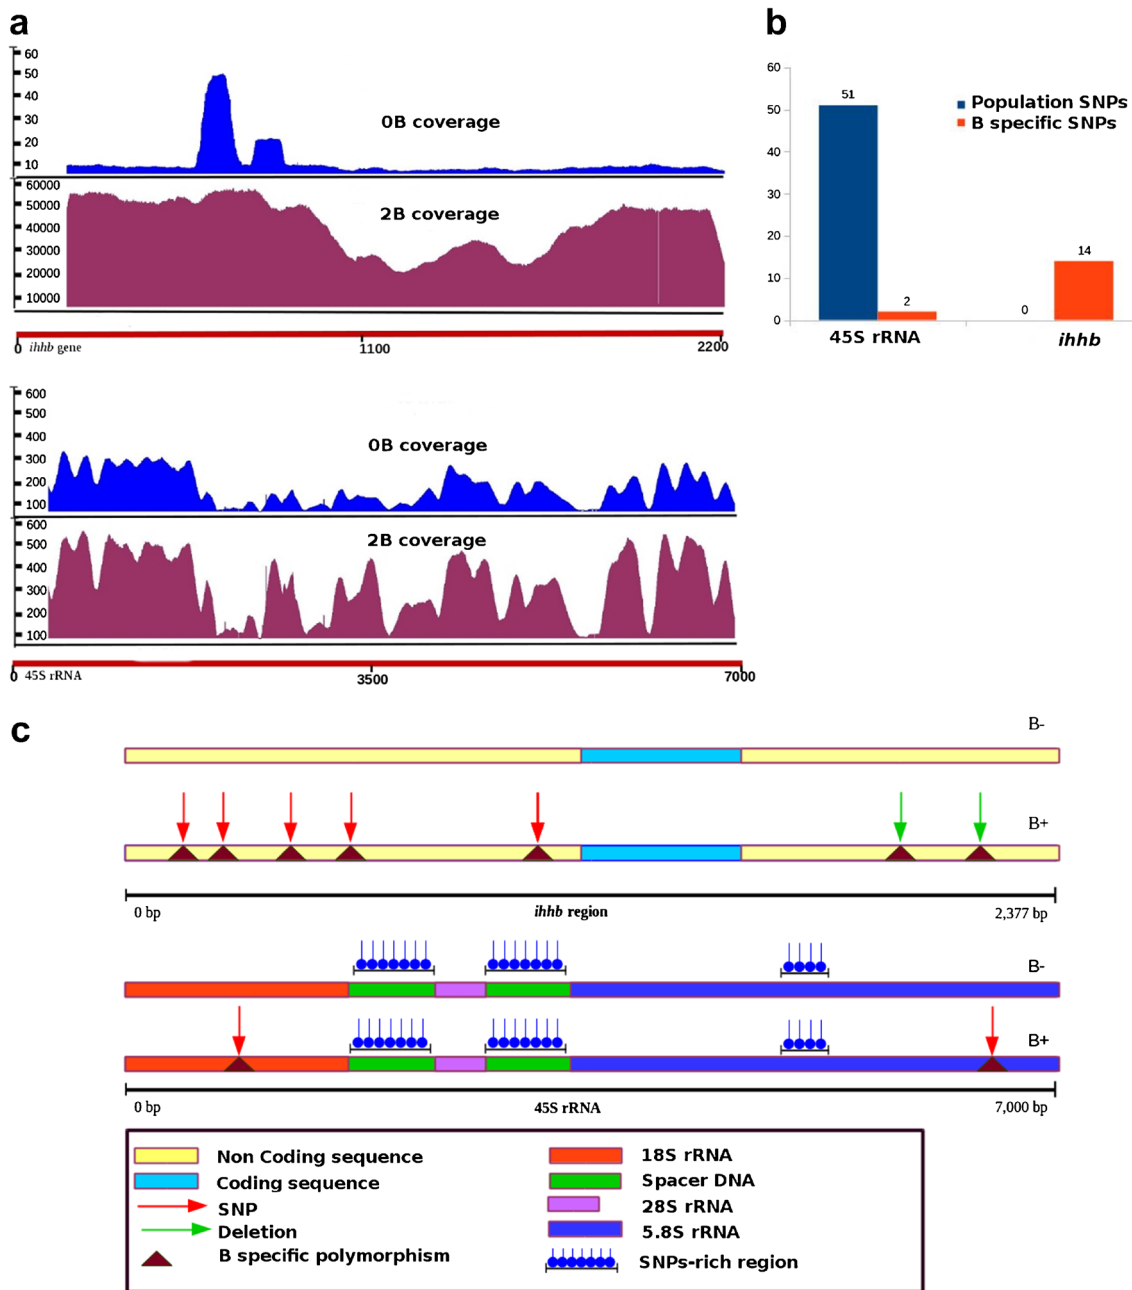 a
60
50
40
30
20
10
0B coverage
60000
50000
40000
30000
20000
10000
2B coverage
0 ihhb gene
1100
2200
600
500
400
300
200
100
0B coverage
600
500
400
300
200
100
2B coverage
0 45S rRNA
3500
7000
b
60
50
40
30
20
10
0
51
2
0
14
Population SNPs
B specific SNPs
45S rRNA
ihhb
c
B-
B+
0 bp
ihhb region
2,377 bp
B-
B+
0 bp
45S rRNA
7,000 bp
Non Coding sequence
Coding sequence
SNP
Deletion
B specific polymorphism
18S rRNA
Spacer DNA
28S rRNA
5.8S rRNA
SNPs-rich region